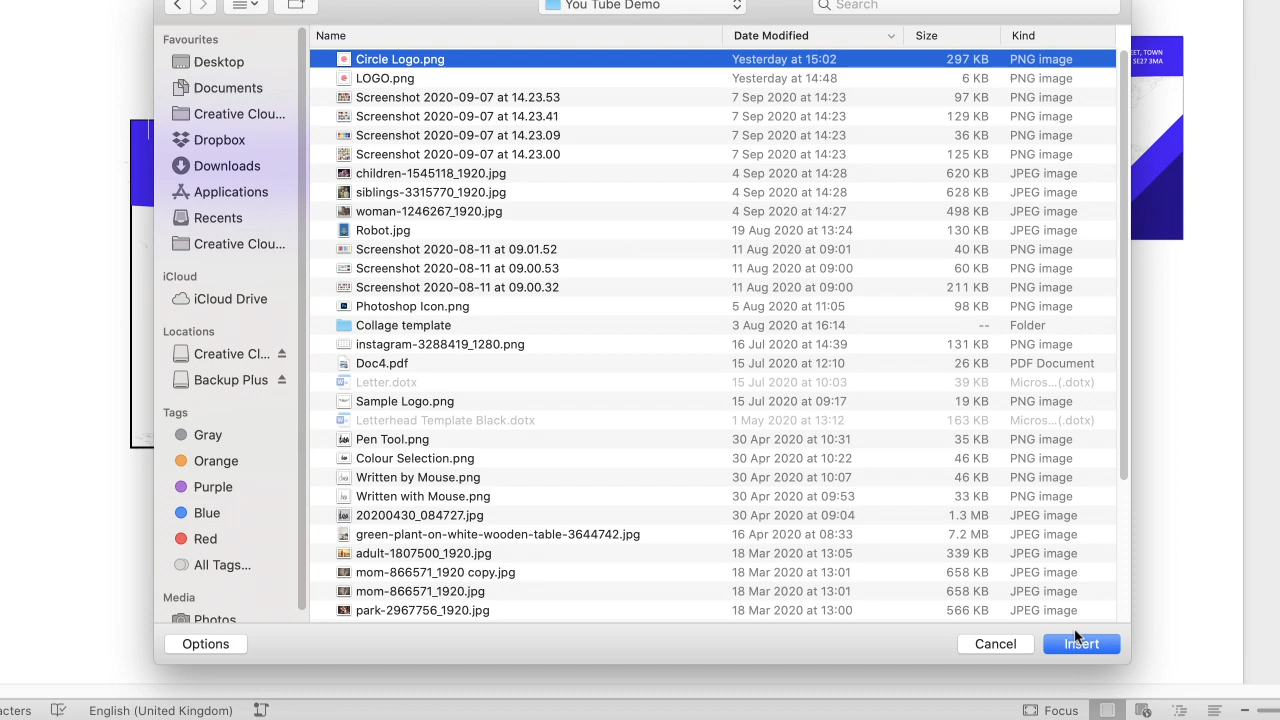 You Tube Demo
Search
Favourites
Desktop
Documents
Creative Clou...
Dropbox
Downloads
Applications
Recents
Creative Clou...
iCloud
iCloud Drive
Locations
Creative Cl...
Backup Plus
Tags
Gray
Orange
Purple
Blue
Red
All Tags...
Media
Photos
Name Date Modified Size Kind
Circle Logo.png Yesterday at 15:02 297 KB PNG image
LOGO.png Yesterday at 14:48 6 KB PNG image
Screenshot 2020-09-07 at 14.23.53 7 Sep 2020 at 14:23 97 KB PNG image
Screenshot 2020-09-07 at 14.23.41 7 Sep 2020 at 14:23 129 KB PNG image
Screenshot 2020-09-07 at 14.23.09 7 Sep 2020 at 14:23 36 KB PNG image
Screenshot 2020-09-07 at 14.23.00 7 Sep 2020 at 14:23 125 KB PNG image
children-1545118_1920.jpg 4 Sep 2020 at 14:28 620 KB JPEG image
siblings-3315770_1920.jpg 4 Sep 2020 at 14:28 628 KB JPEG image
woman-1246267_1920.jpg 4 Sep 2020 at 14:27 498 KB JPEG image
Robot.jpg 19 Aug 2020 at 13:24 130 KB JPEG image
Screenshot 2020-08-11 at 09.01.52 11 Aug 2020 at 09:01 40 KB PNG image
Screenshot 2020-08-11 at 09.00.53 11 Aug 2020 at 09:00 60 KB PNG image
Screenshot 2020-08-11 at 09.00.32 11 Aug 2020 at 09:00 211 KB PNG image
Photoshop Icon.png 5 Aug 2020 at 11:05 98 KB PNG image
Collage template 3 Aug 2020 at 16:14 -- Folder
instagram-3288419_1280.png 16 Jul 2020 at 14:39 131 KB PNG image
Doc4.pdf 15 Jul 2020 at 12:10 26 KB PDF Document
Letter.dotx 15 Jul 2020 at 10:03 39 KB Micros...(.dotx)
Sample Logo.png 15 Jul 2020 at 09:17 19 KB PNG image
Letterhead Template Black.dotx 1 May 2020 at 13:12 163 KB Micros...(.dotx)
Pen Tool.png 30 Apr 2020 at 10:31 35 KB PNG image
Colour Selection.png 30 Apr 2020 at 10:22 46 KB PNG image
Written by Mouse.png 30 Apr 2020 at 10:07 46 KB PNG image
Written with Mouse.png 30 Apr 2020 at 09:53 33 KB PNG image
20200430_084727.jpg 30 Apr 2020 at 09:04 1.3 MB JPEG image
green-plant-on-white-wooden-table-3644742.jpg 16 Apr 2020 at 08:33 7.2 MB JPEG image
adult-1807500_1920.jpg 18 Mar 2020 at 13:05 339 KB JPEG image
mom-866571_1920 copy.jpg 18 Mar 2020 at 13:01 658 KB JPEG image
mom-866571_1920.jpg 18 Mar 2020 at 13:01 658 KB JPEG image
park-2967756_1920.jpg 18 Mar 2020 at 13:00 566 KB JPEG image
EET, TOWN
SE27 3MA
Options Cancel Insert
acters English (United Kingdom) Focus